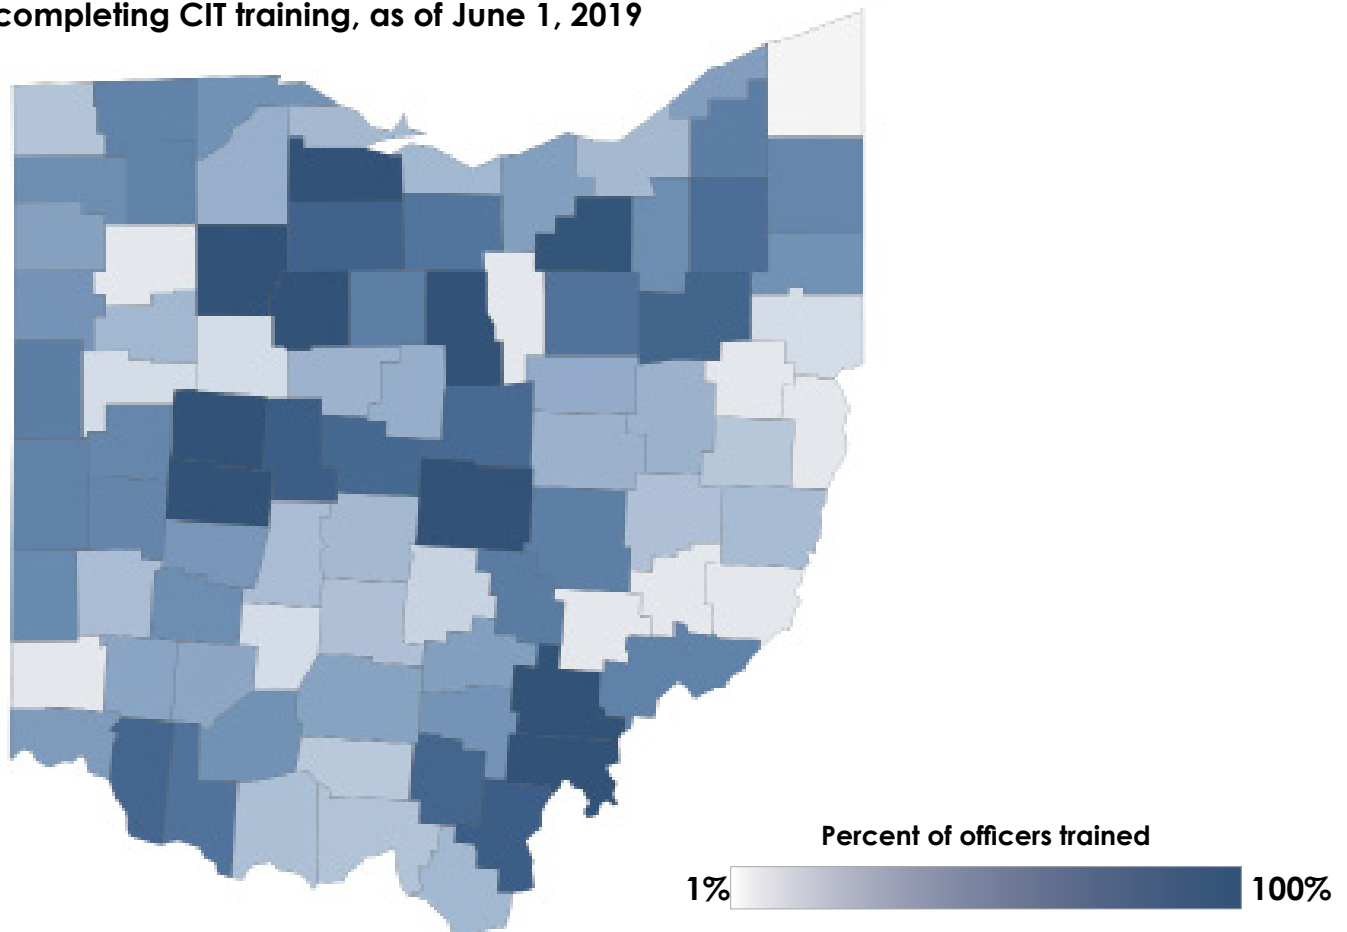 completing CIT training, as of June 1, 2019
Percent of officers trained
1%
100%